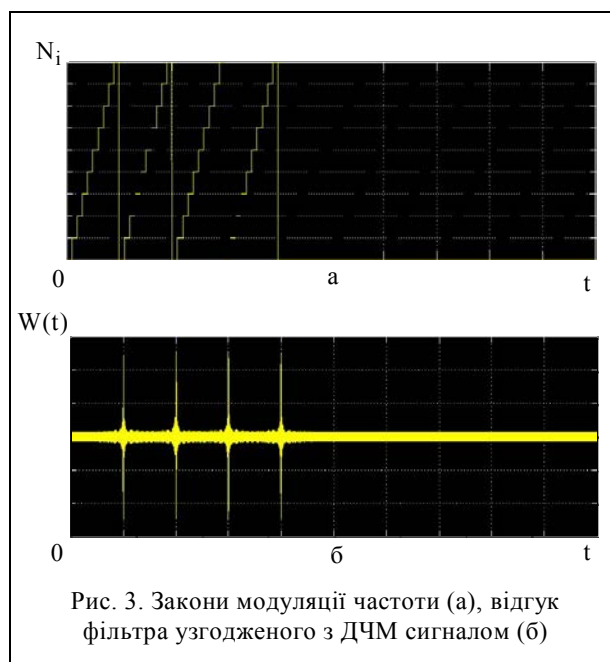 N i
0 а t
W(t)
0 б t
Рис. 3. Закони модуляції частоти (а), відгук
фільтра узгодженого з ДЧМ сигналом (б)